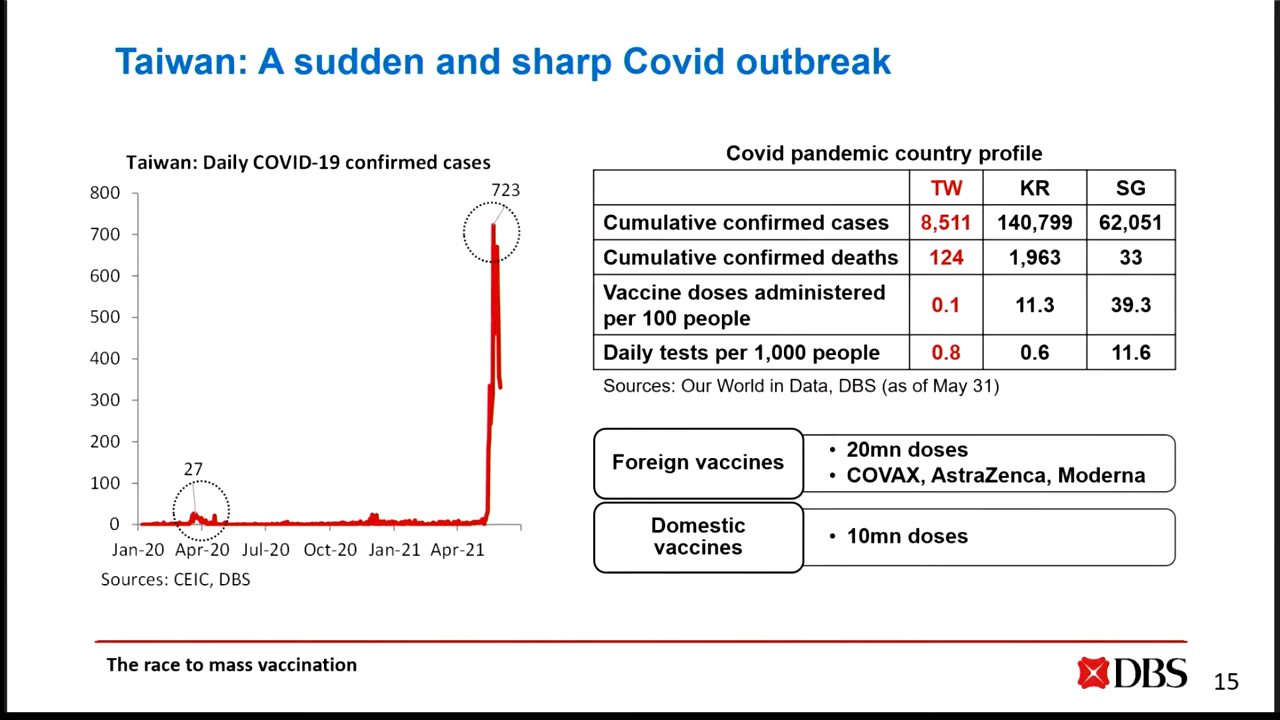 Taiwan: A sudden and sharp Covid outbreak
Taiwan: Daily COVID-19 confirmed cases
800
700
600
500
400
300
200
100
0
723
27
Jan-20 Apr-20 Jul-20 Oct-20 Jan-21 Apr-21
Sources: CEIC, DBS
Covid pandemic country profile
TW KR SG
Cumulative confirmed cases 8,511 140,799 62,051
Cumulative confirmed deaths 124 1,963 33
Vaccine doses administered
per 100 people 0.1 11.3 39.3
Daily tests per 1,000 people 0.8 0.6 11.6
Sources: Our World in Data, DBS (as of May 31)
Foreign vaccines
• 20mn doses
• COVAX, AstraZenca, Moderna
Domestic
vaccines
• 10mn doses
The race to mass vaccination
DBS
15